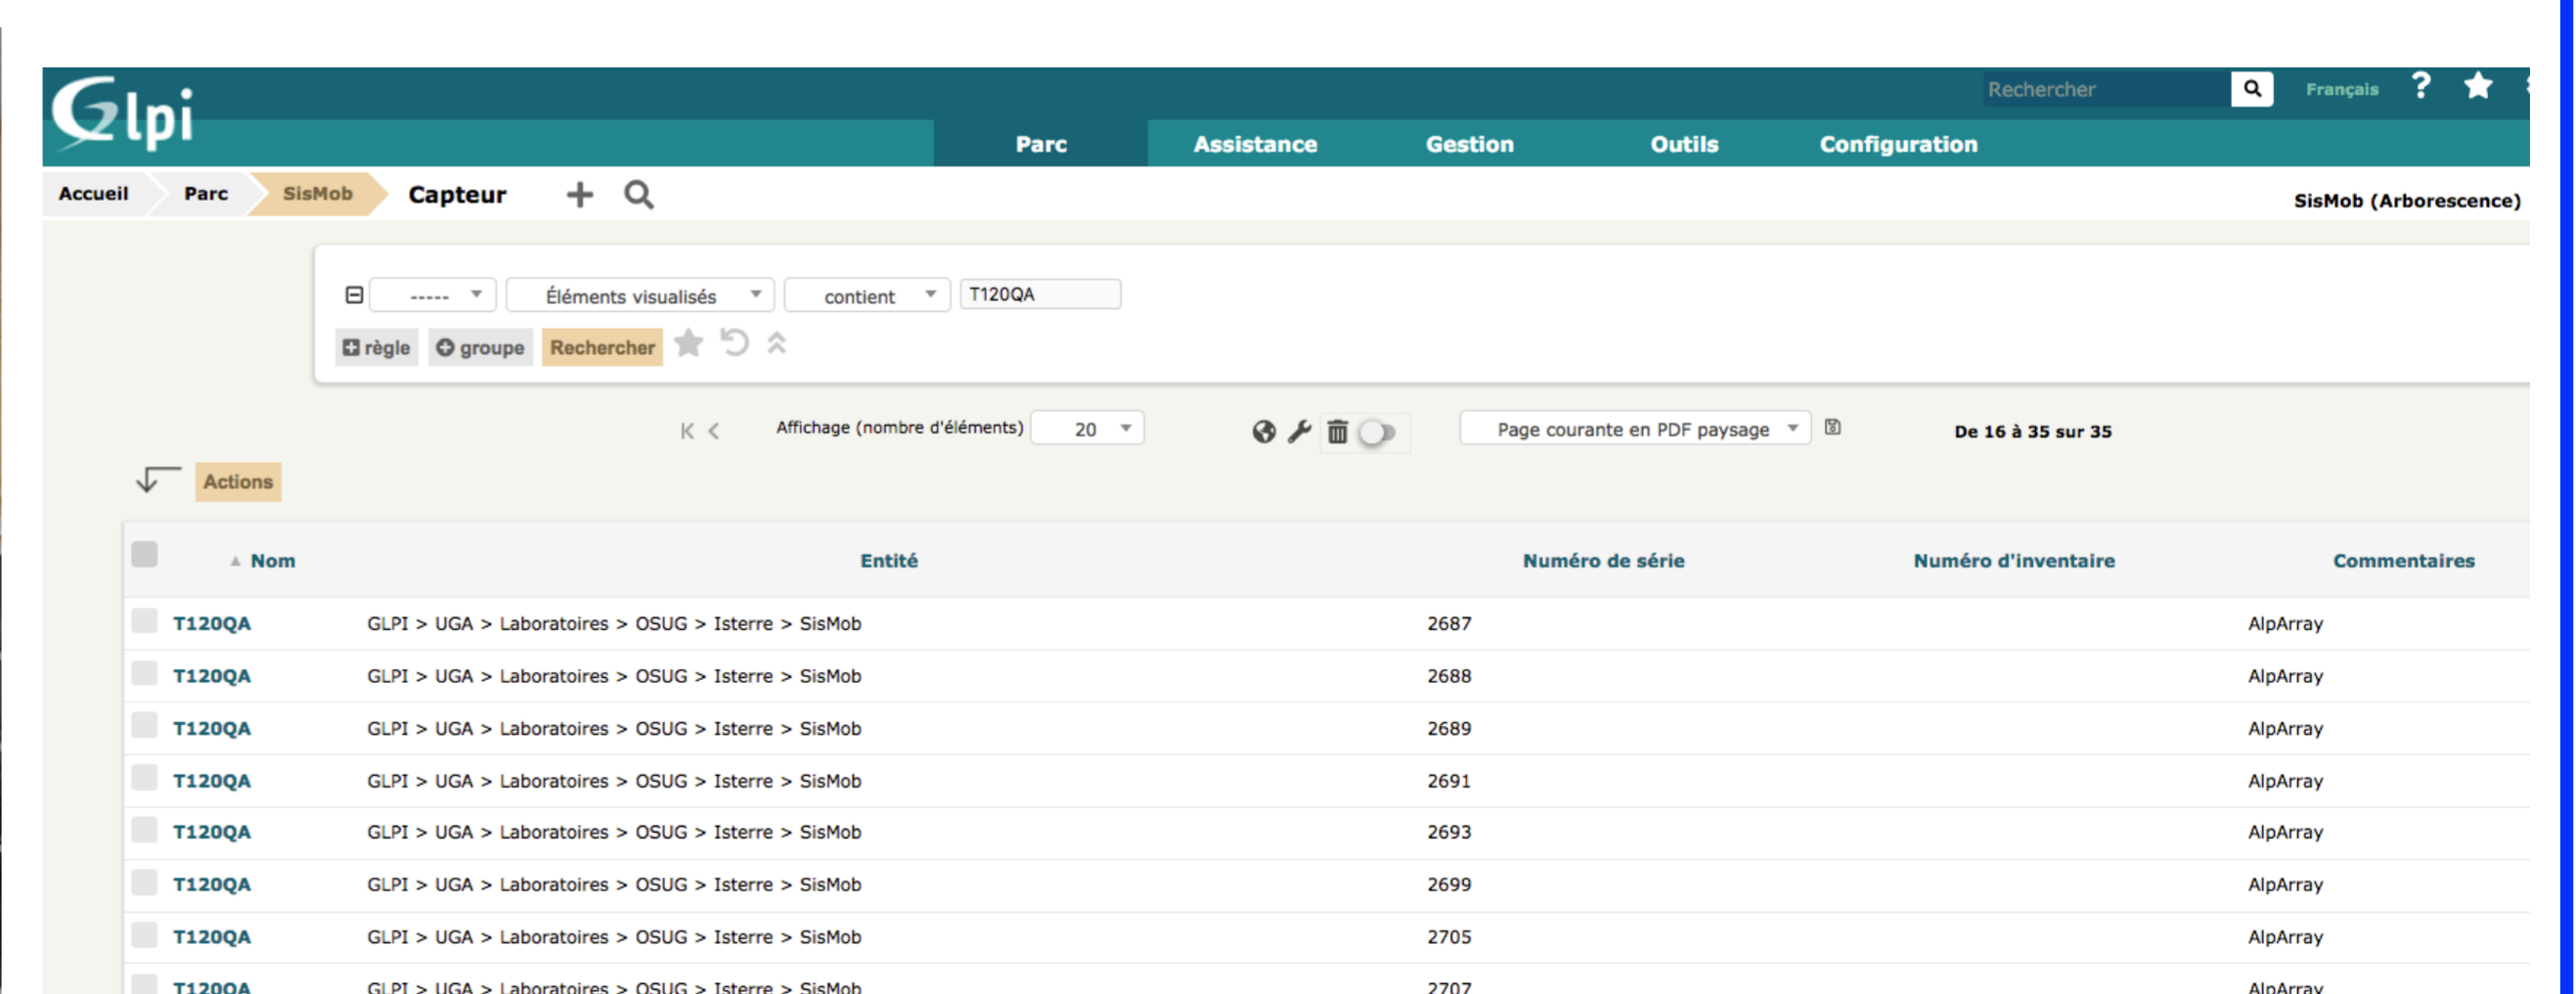 Glpi
Rechercher Français ?
Parc Assistance Gestion Outils Configuration
Accueil Parc SisMob Capteur SisMob (Arborescence)
----- Éléments visualisés contient T120QA
règle groupe Rechercher
Affichage (nombre d'éléments) 20 Page courante en PDF paysage De 16 à 35 sur 35
Actions
Nom Entité Numéro de série Numéro d'inventaire Commentaires
T120QA GLPI > UGA > Laboratoires > OSUG > Isterre > SisMob 2687 AlpArray
T120QA GLPI > UGA > Laboratoires > OSUG > Isterre > SisMob 2688 AlpArray
T120QA GLPI > UGA > Laboratoires > OSUG > Isterre > SisMob 2689 AlpArray
T120QA GLPI > UGA > Laboratoires > OSUG > Isterre > SisMob 2691 AlpArray
T120QA GLPI > UGA > Laboratoires > OSUG > Isterre > SisMob 2693 AlpArray
T120QA GLPI > UGA > Laboratoires > OSUG > Isterre > SisMob 2699 AlpArray
T120QA GLPI > UGA > Laboratoires > OSUG > Isterre > SisMob 2705 AlpArray
T120QA GLPI > UGA > Laboratoires > OSUG > Isterre > SisMob 2707 AlpArray